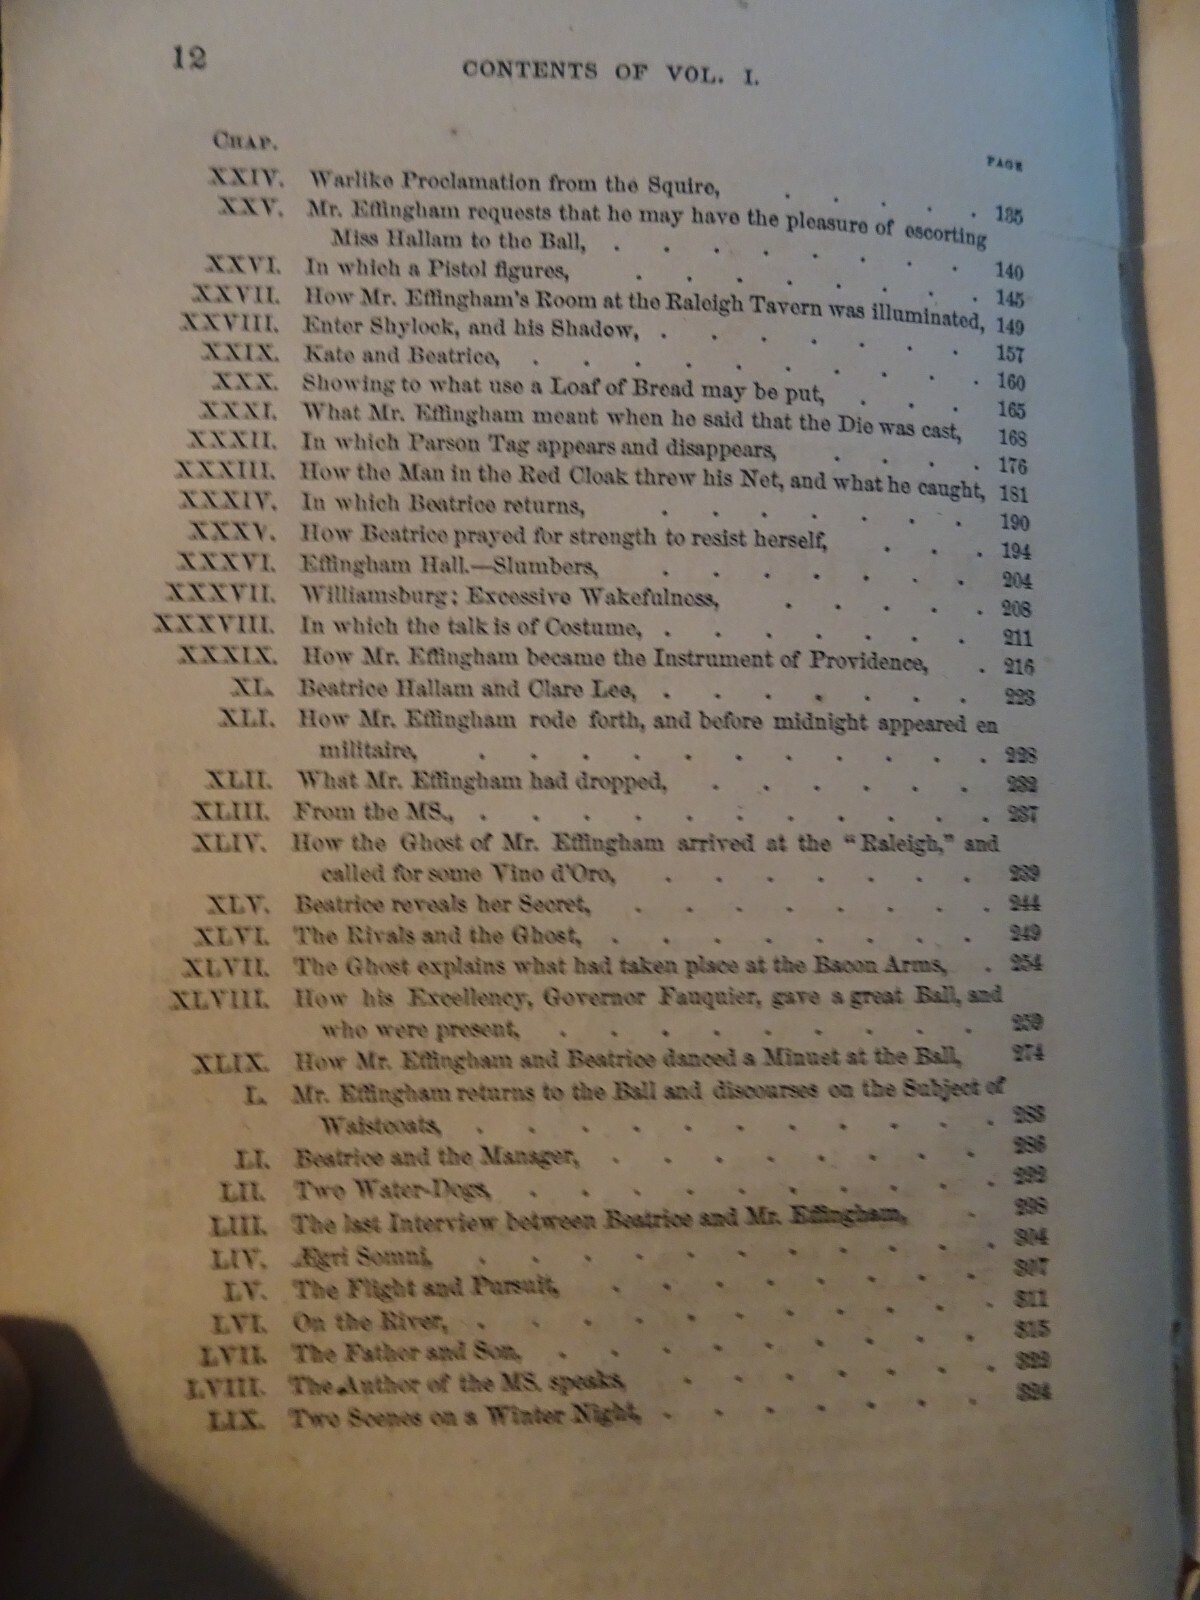 12
CONTENTS OF VOL. I.
CHAP.
PAGE
XXIV. Warlike Proclamation from the Squire, . . . . . 135
XXV. Mr. Effingham requests that he may have the pleasure of escorting
Miss Hallam to the Ball, . . . . . . . . 140
XXVI. In which a Pistol figures, . . . . . . . . 145
XXVII. How Mr. Effingham's Room at the Raleigh Tavern was illuminated, 149
XXVIII. Enter Shylock, and his Shadow, . . . . . . . 157
XXIX. Kate and Beatrice, . . . . . . . . . . 160
XXX. Showing to what use a Loaf of Bread may be put, . . . 165
XXXI. What Mr. Effingham meant when he said that the Die was cast, 168
XXXII. In which Parson Tag appears and disappears, . . . . 176
XXXIII. How the Man in the Red Cloak threw his Net, and what he caught, 181
XXXIV. In which Beatrice returns, . . . . . . . 190
XXXV. How Beatrice prayed for strength to resist herself, . . . 194
XXXVI. Effingham Hall.—Slumbers, . . . . . . . 204
XXXVII. Williamsburg; Excessive Wakefulness, . . . . . 208
XXXVIII. In which the talk is of Costume, . . . . . . . 211
XXXIX. How Mr. Effingham became the Instrument of Providence, . 216
XL. Beatrice Hallam and Clare Lee, . . . . . . . 223
XLI. How Mr. Effingham rode forth, and before midnight appeared en
militaire, . . . . . . . . . . . 228
XLII. What Mr. Effingham had dropped, . . . . . . 232
XLIII. From the MS., . . . . . . . . . . . 237
XLIV. How the Ghost of Mr. Effingham arrived at the "Raleigh," and
called for some Vino d'Oro, . . . . . . . 239
XLV. Beatrice reveals her Secret, . . . . . . . . 244
XLVI. The Rivals and the Ghost, . . . . . . . . 249
XLVII. The Ghost explains what had taken place at the Bacon Arms, . 254
XLVIII. How his Excellency, Governor Fauquier, gave a great Ball, and
who were present, . . . . . . . . . 259
XLIX. How Mr. Effingham and Beatrice danced a Minuet at the Ball, 274
L. Mr. Effingham returns to the Ball and discourses on the Subject of
Waistcoats, . . . . . . . . . . .
LI. Beatrice and the Manager, . . . . . . . . 286
LII. Two Water-Dogs, . . . . . . . . . . 292
LIII. The last Interview between Beatrice and Mr. Effingham, . 298
LIV. Ægri Somni, . . . . . . . . . . . 304
LV. The Flight and Pursuit, . . . . . . . . 307
LVI. On the River, . . . . . . . . . . . 311
LVII. The Father and Son, . . . . . . . . . 315
LVIII. The Author of the MS. speaks, . . . . . . . 322
LIX. Two Scenes on a Winter Night, . . . . . . . 324